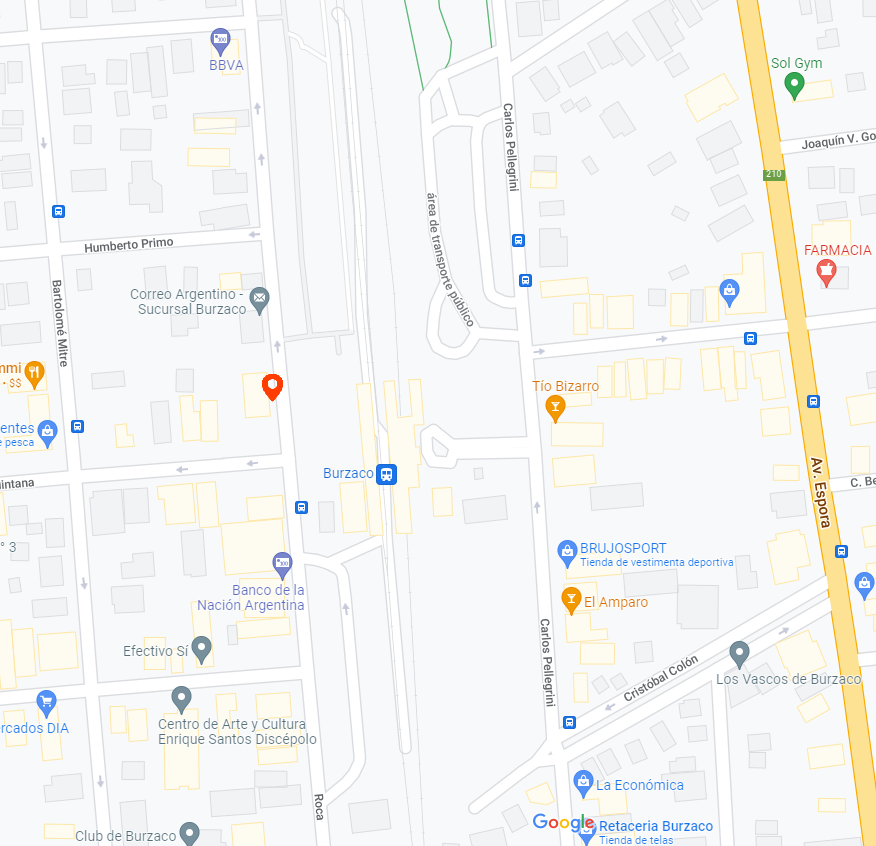 BBVA
Sol Gym
Carlos Pellegrini
Joaquín V. Go
210
área de transporte público
Humberto Primo
FARMACIA
Bartolomé Mitre
Correo Argentino -
Sucursal Burzaco
mmi
• $$
Tío Bizarro
entes
e pesca
Burzaco
Av. Espora
uintana
C. Be
° 3
BRUJOSPORT
Tienda de vestimenta deportiva
Banco de la
Nación Argentina
El Amparo
Carlos Pellegrini
Efectivo Sí
Cristóbal Colón
Los Vascos de Burzaco
ercados DIA
Centro de Arte y Cultura
Enrique Santos Discépolo
La Económica
Roca
Google
Retaceria Burzaco
Tienda de telas
Club de Burzaco